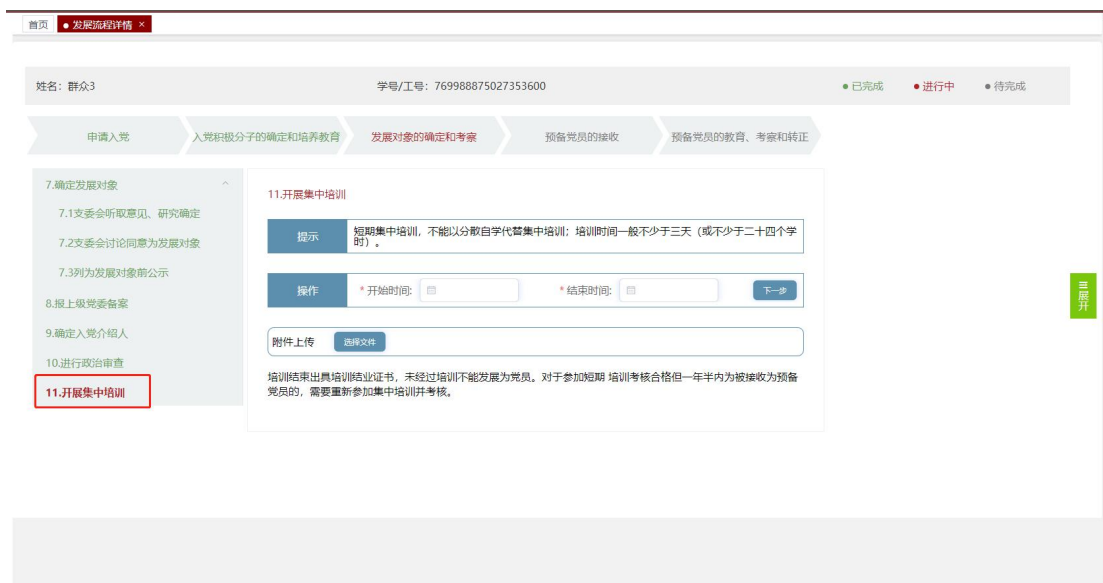 首页 ● 发展流程详情 ×
姓名：群众3 学号/工号：769988875027353600 ●已完成 ●进行中 ●待完成
申请入党 入党积极分子的确定和培养教育 发展对象的确定和考察 预备党员的接收 预备党员的教育、考察和转正
7.确定发展对象
7.1支委会听取意见、研究确定
7.2支委会讨论同意为发展对象
7.3列为发展对象前公示
8.报上级党委备案
9.确定入党介绍人
10.进行政治审查
11.开展集中培训
11.开展集中培训
提示 短期集中培训，不能以分散自学代替集中培训；培训时间一般不少于三天（或不少于二十四个学
时）。
操作 * 开始时间: * 结束时间: 下一步
附件上传 选择文件
培训结束出具培训结业证书，未经过培训不能发展为党员。对于参加短期 培训考核合格但一年半内为被接收为预备
党员的，需要重新参加集中培训并考核。
展开